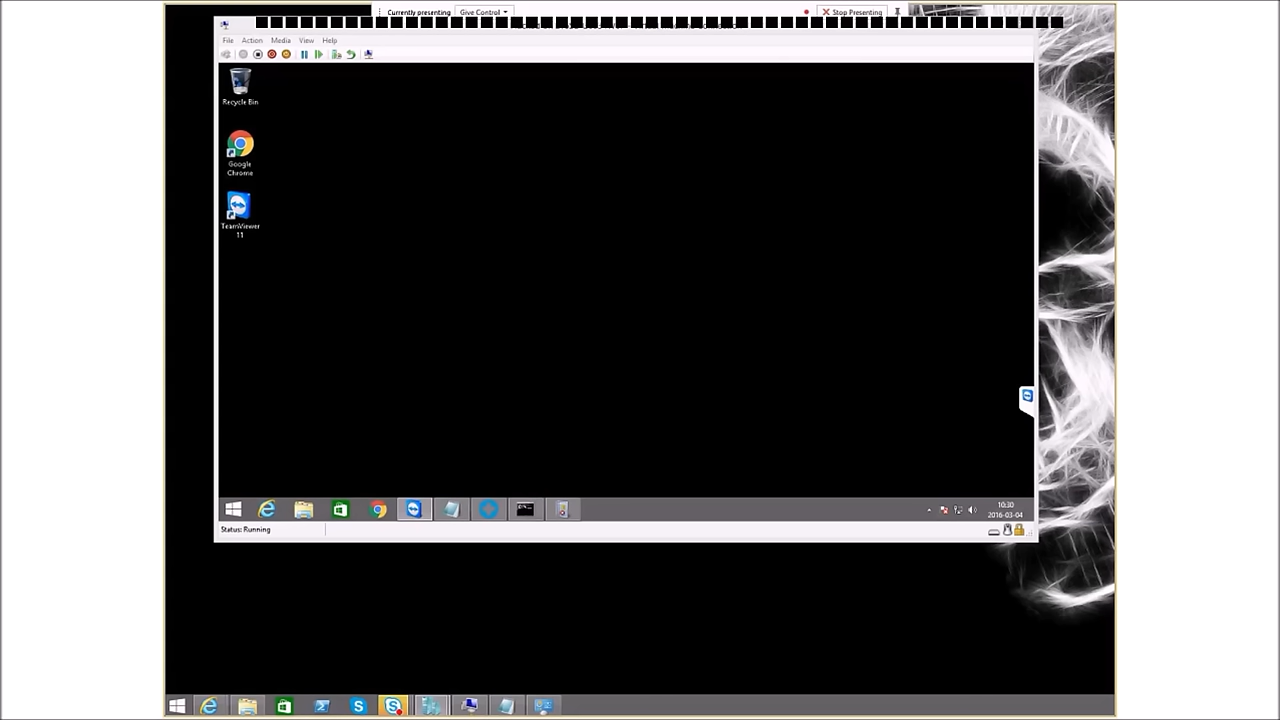 Currently presenting Give Control Stop Presenting
File Action Media View Help
Recycle Bin
Google
Chrome
TeamViewer
11
10:30
2016-03-04
Status: Running